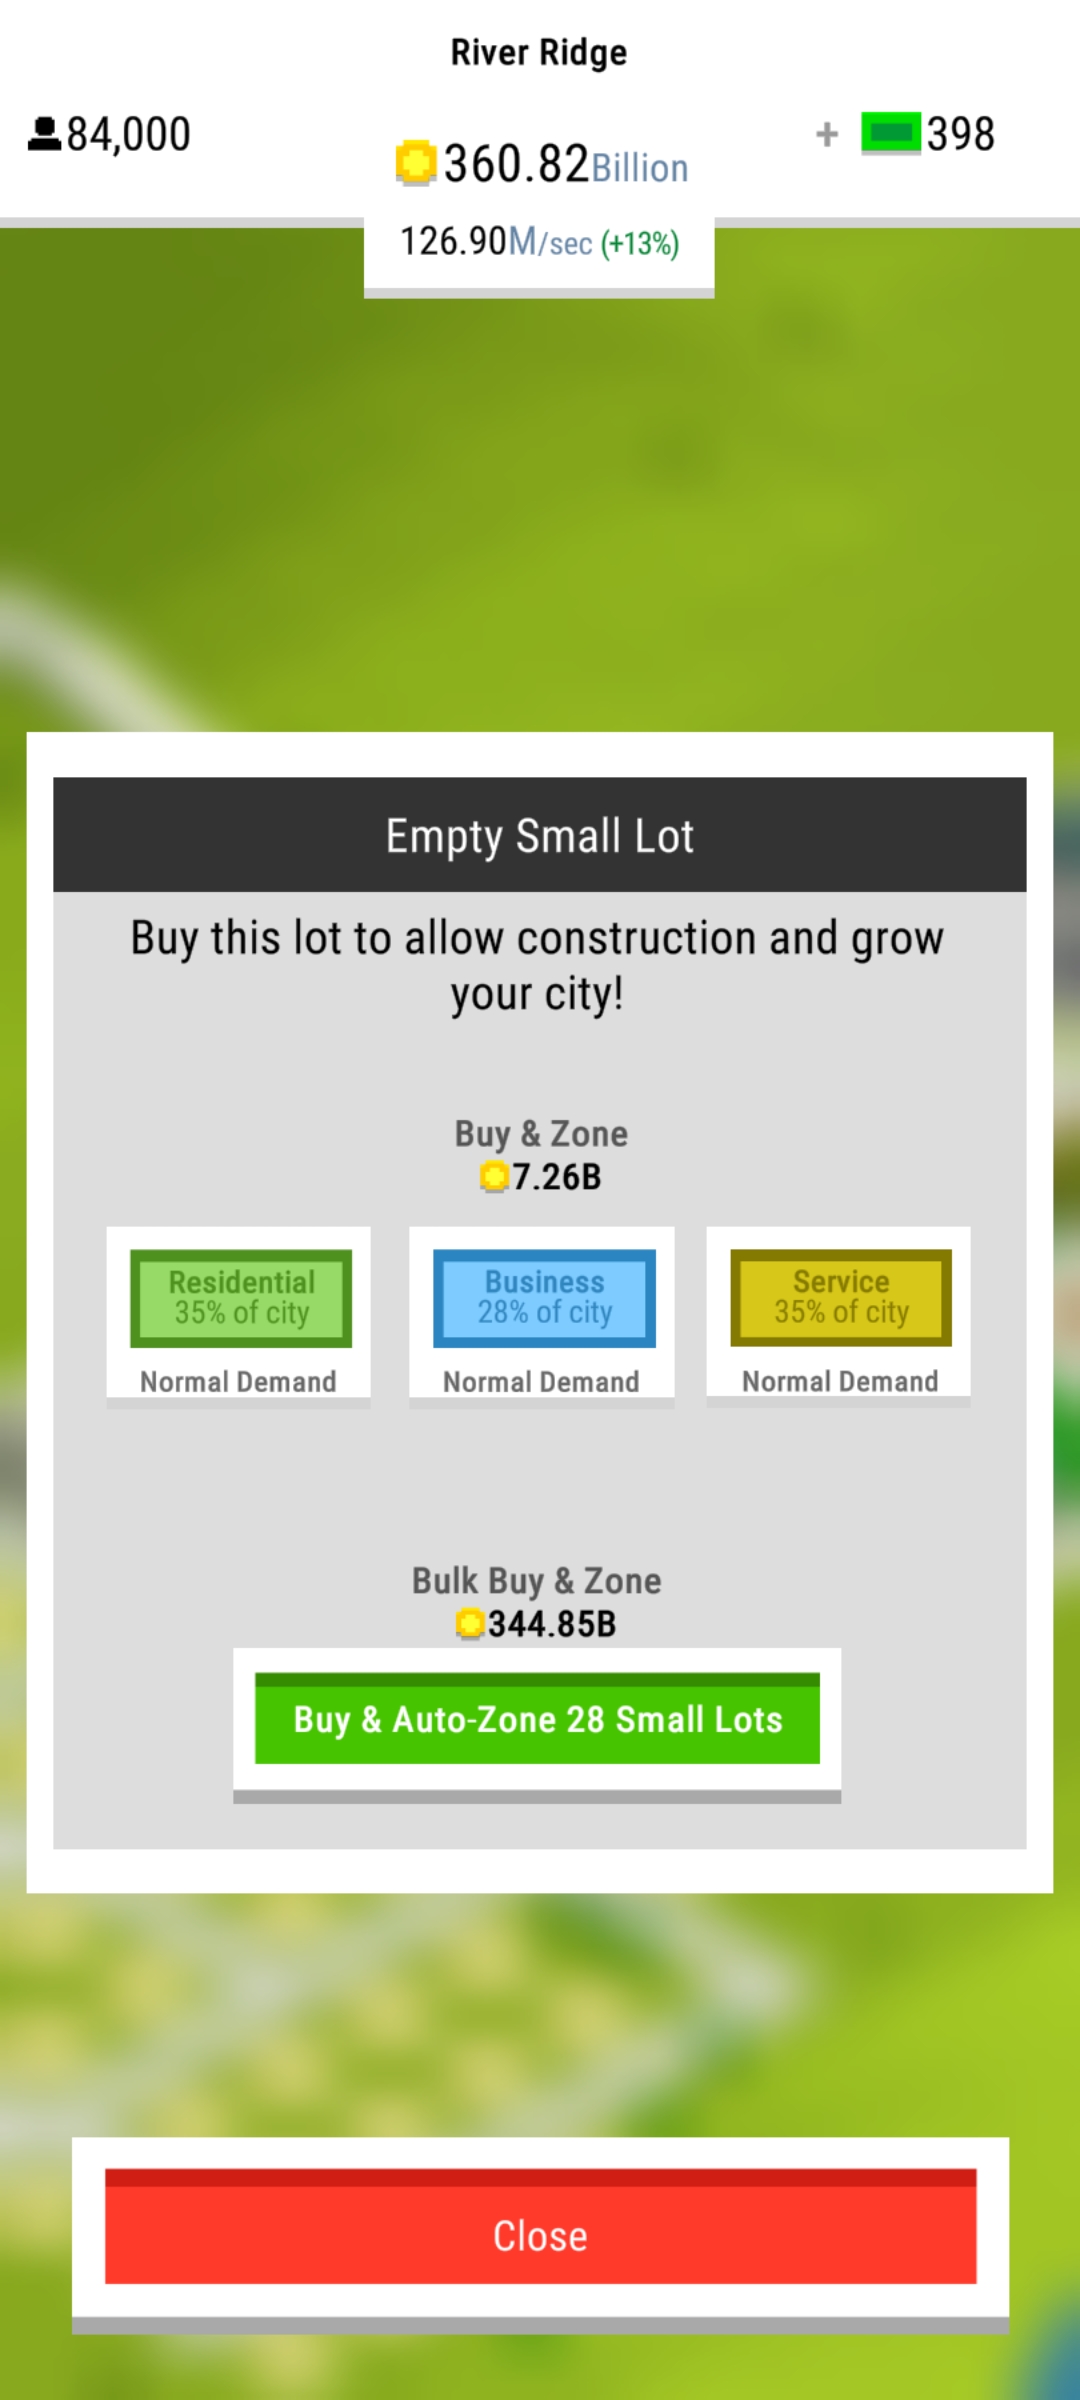 River Ridge
84,000
360.82Billion
+ 398
126.90M/sec (+13%)
Empty Small Lot
Buy this lot to allow construction and grow
your city!
Buy & Zone
7.26B
Residential
35% of city
Normal Demand
Business
28% of city
Normal Demand
Service
35% of city
Normal Demand
Bulk Buy & Zone
344.85B
Buy & Auto-Zone 28 Small Lots
Close